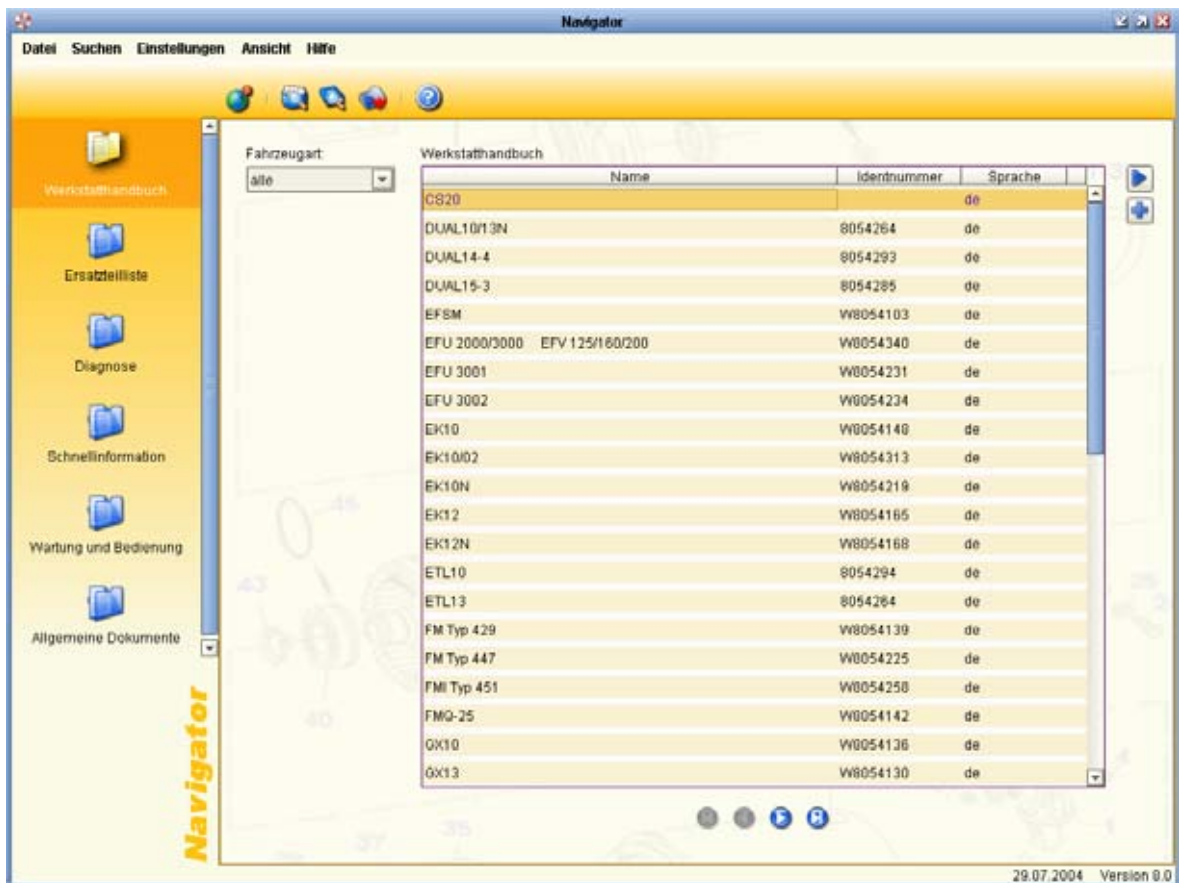 Navigator
Datei Suchen Einstellungen Ansicht Hilfe
Werkstatthandbuch
Ersatzteilliste
Diagnose
Schnellinformation
Wartung und Bedienung
Allgemeine Dokumente
Navigator
Fahrzeugart
alle
Werkstatthandbuch
Name Identnummer Sprache
CS20 de
DUAL10/13N 8054264 de
DUAL14-4 8054293 de
DUAL15-3 8054285 de
EFSM W8054103 de
EFU 2000/3000 EFV 125/160/200 W8054340 de
EFU 3001 W8054231 de
EFU 3002 W8054234 de
EK10 W8054148 de
EK10/02 W8054313 de
EK10N W8054219 de
EK12 W8054165 de
EK12N W8054168 de
ETL10 8054294 de
ETL13 8054264 de
FM Typ 429 W8054139 de
FM Typ 447 W8054225 de
FMI Typ 451 W8054258 de
FMQ-25 W8054142 de
GX10 W8054136 de
GX13 W8054130 de
46
43
40
37
35
29.07.2004 Version 8.0